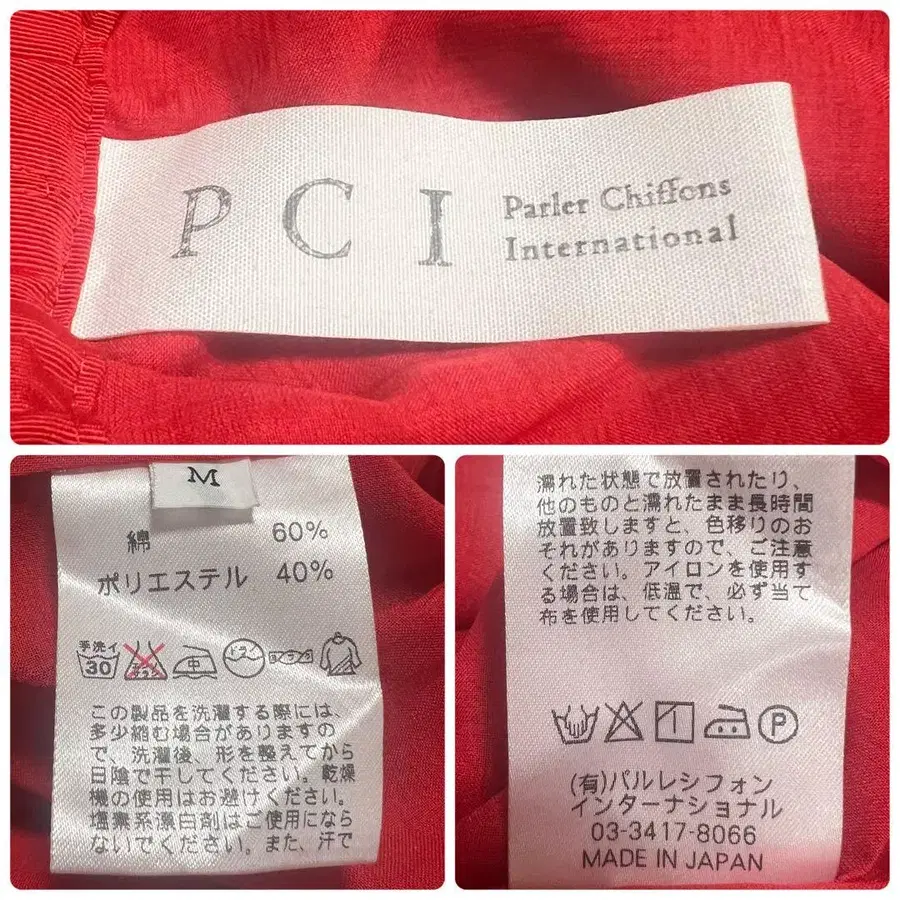 P C I
Parler Chiffons
International
M
綿 60%
ポリエステル 40%
手洗イ
30
中
ドライ
この製品を洗濯する際には、
多少縮む場合がありますの
で、洗濯後、形を整えてから
日陰で干してください。乾燥
機の使用はお避けください。
塩素系漂白剤はご使用になら
ないでください。また、汗で
濡れた状態で放置されたり、
他のものと濡れたまま長時間
放置致しますと、色移りのお
それがありますので、ご注意
ください。アイロンを使用す
る場合は、低温で、必ず当て
布を使用してください。
P
(有)パルレシフォン
インターナショナル
03-3417-8066
MADE IN JAPAN